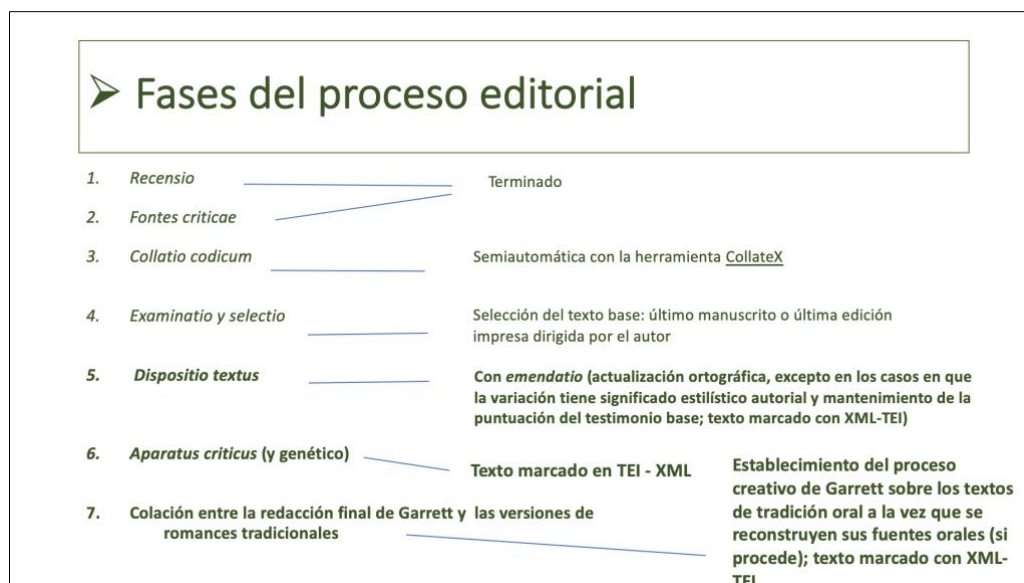 ➢ Fases del proceso editorial
1. Recensio
Terminado
2. Fontes criticae
3. Collatio codicum
Semiautomática con la herramienta CollateX
4. Examinatio y selectio
Selección del texto base: último manuscrito o última edición
impresa dirigida por el autor
5. Dispositio textus
Con emendatio (actualización ortográfica, excepto en los casos en que
la variación tiene significado estilístico autorial y mantenimiento de la
puntuación del testimonio base; texto marcado con XML-TEI)
6. Aparatus criticus (y genético)
Texto marcado en TEI - XML
7. Colación entre la redacción final de Garrett y las versiones de
romances tradicionales
Establecimiento del proceso
creativo de Garrett sobre los textos
de tradición oral a la vez que se
reconstruyen sus fuentes orales (si
procede); texto marcado con XML-
TEI